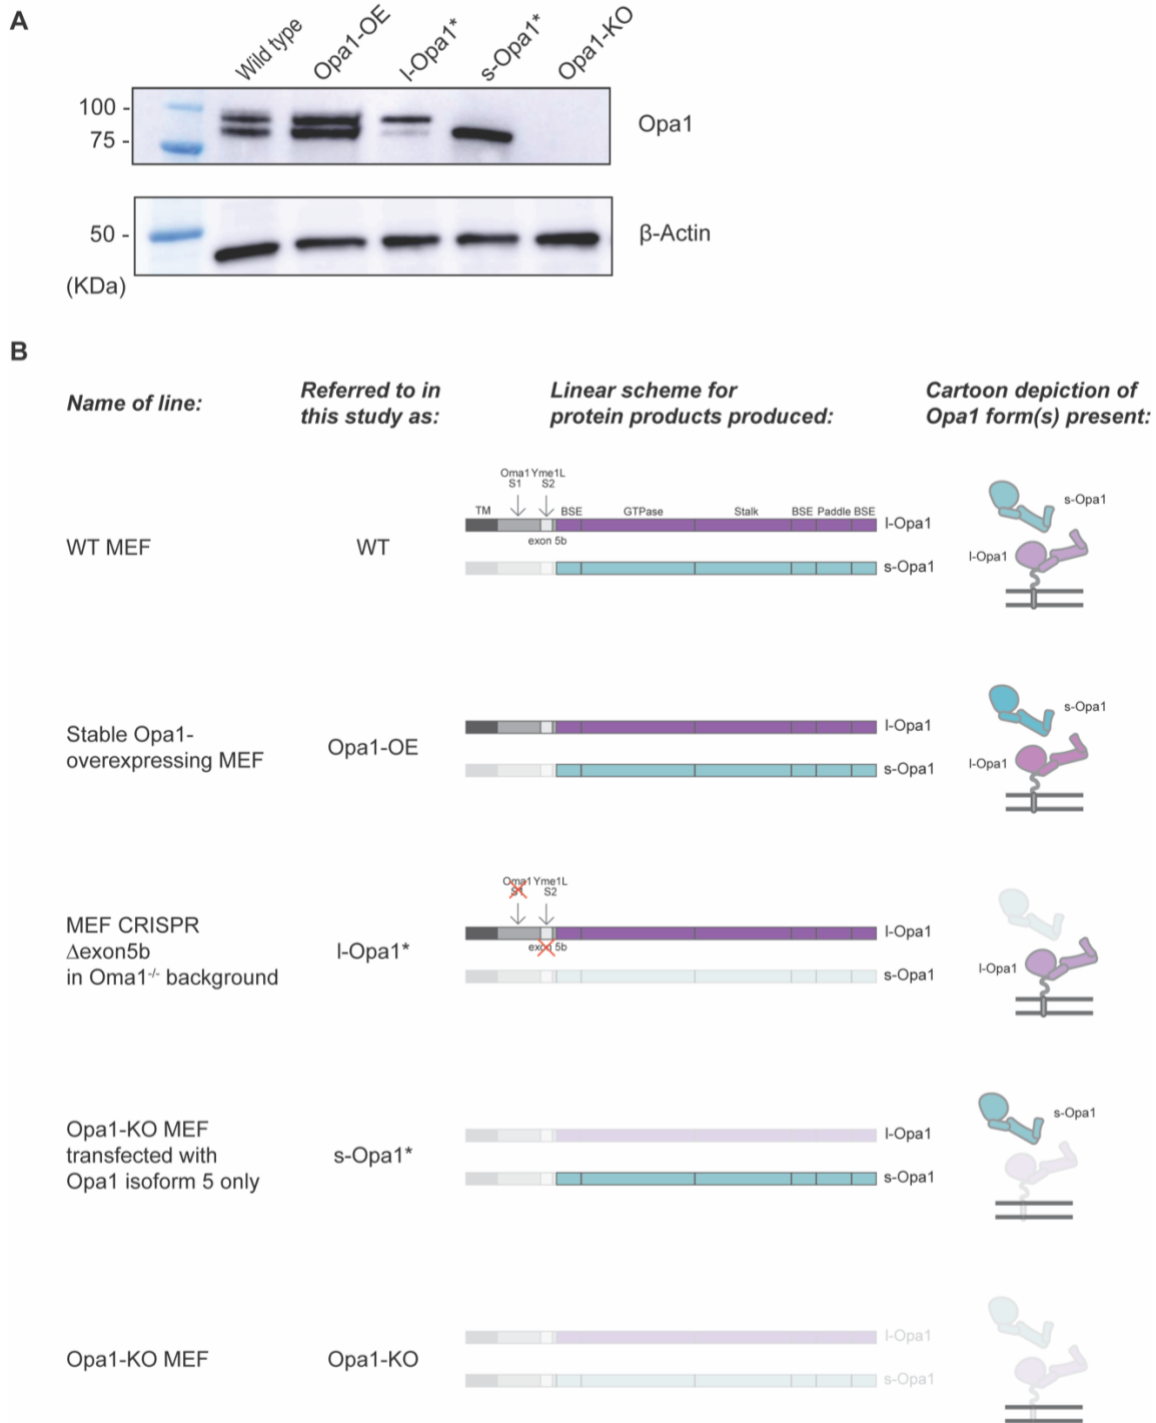 A
Wild type
Opa1-OE
l-Opa1*
s-Opa1*
Opa1-KO
100 -
75 -
Opa1
50 -
β-Actin
(KDa)
B
Name of line:
Referred to in
this study as:
Linear scheme for
protein products produced:
Cartoon depiction of
Opa1 form(s) present:
WT MEF
WT
Oma1 Yme1L
S1 S2
TM BSE GTPase Stalk BSE Paddle BSE
l-Opa1
exon 5b
s-Opa1
s-Opa1
l-Opa1
Stable Opa1-
overexpressing MEF
Opa1-OE
l-Opa1
s-Opa1
s-Opa1
l-Opa1
MEF CRISPR
Δexon5b
in Oma1-/- background
l-Opa1*
Oma1 Yme1L
S1 S2
l-Opa1
exon 5b
s-Opa1
l-Opa1
Opa1-KO MEF
transfected with
Opa1 isoform 5 only
s-Opa1*
l-Opa1
s-Opa1
s-Opa1
Opa1-KO MEF
Opa1-KO
l-Opa1
s-Opa1